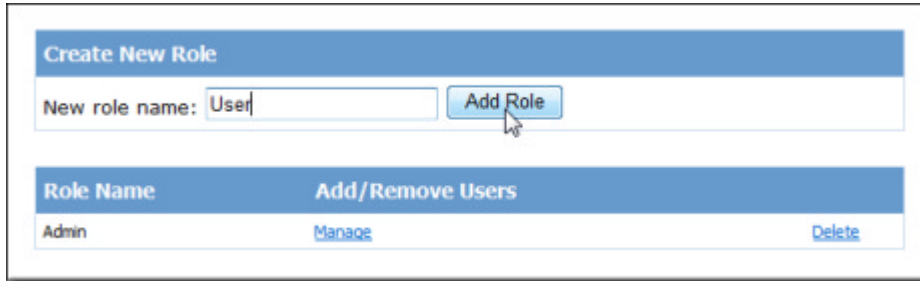 Create New Role
New role name: User Add Role
Role Name Add/Remove Users
Admin Manage Delete